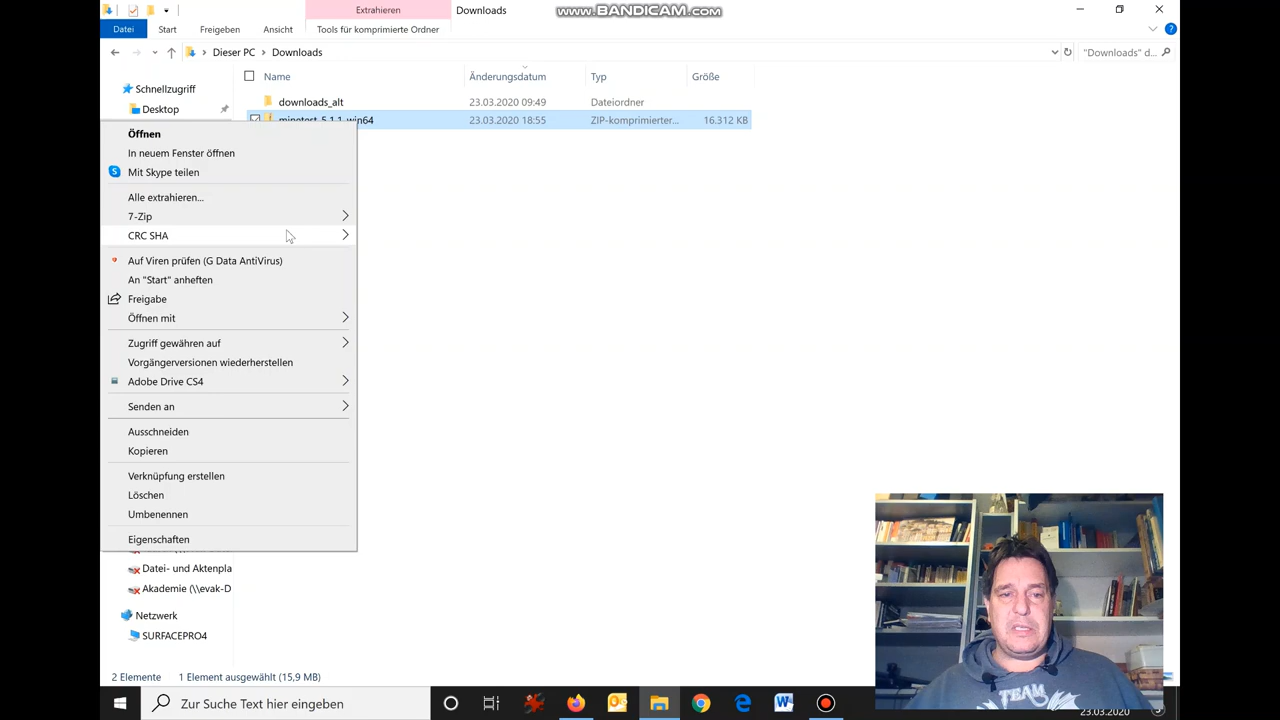 Extrahieren
Downloads
www.BANDICAM.com
Datei
Start
Freigeben
Ansicht
Tools für komprimierte Ordner
Dieser PC > Downloads
"Downloads" d...
Name
Änderungsdatum
Typ
Größe
Schnellzugriff
Desktop
downloads_alt
23.03.2020 09:49
Dateiordner
minetest-5.1.1-win64
23.03.2020 18:55
ZIP-komprimierter...
16.312 KB
Öffnen
In neuem Fenster öffnen
Mit Skype teilen
Alle extrahieren...
7-Zip
CRC SHA
Auf Viren prüfen (G Data AntiVirus)
An "Start" anheften
Freigabe
Öffnen mit
Zugriff gewähren auf
Vorgängerversionen wiederherstellen
Adobe Drive CS4
Senden an
Ausschneiden
Kopieren
Verknüpfung erstellen
Löschen
Umbenennen
Eigenschaften
Datei- und Aktenpla
Akademie (\\evak-D
Netzwerk
SURFACEPRO4
2 Elemente
1 Element ausgewählt (15,9 MB)
TEAM
Zur Suche Text hier eingeben
23.03.2020